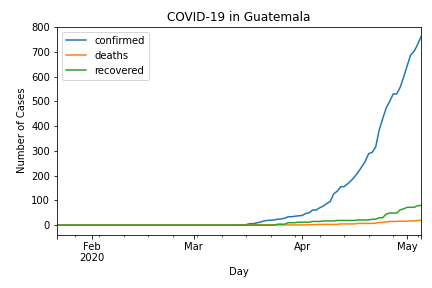 COVID-19 in Guatemala
confirmed
deaths
recovered
Number of Cases
800
700
600
500
400
300
200
100
0
Feb
2020
Mar
Apr
May
Day